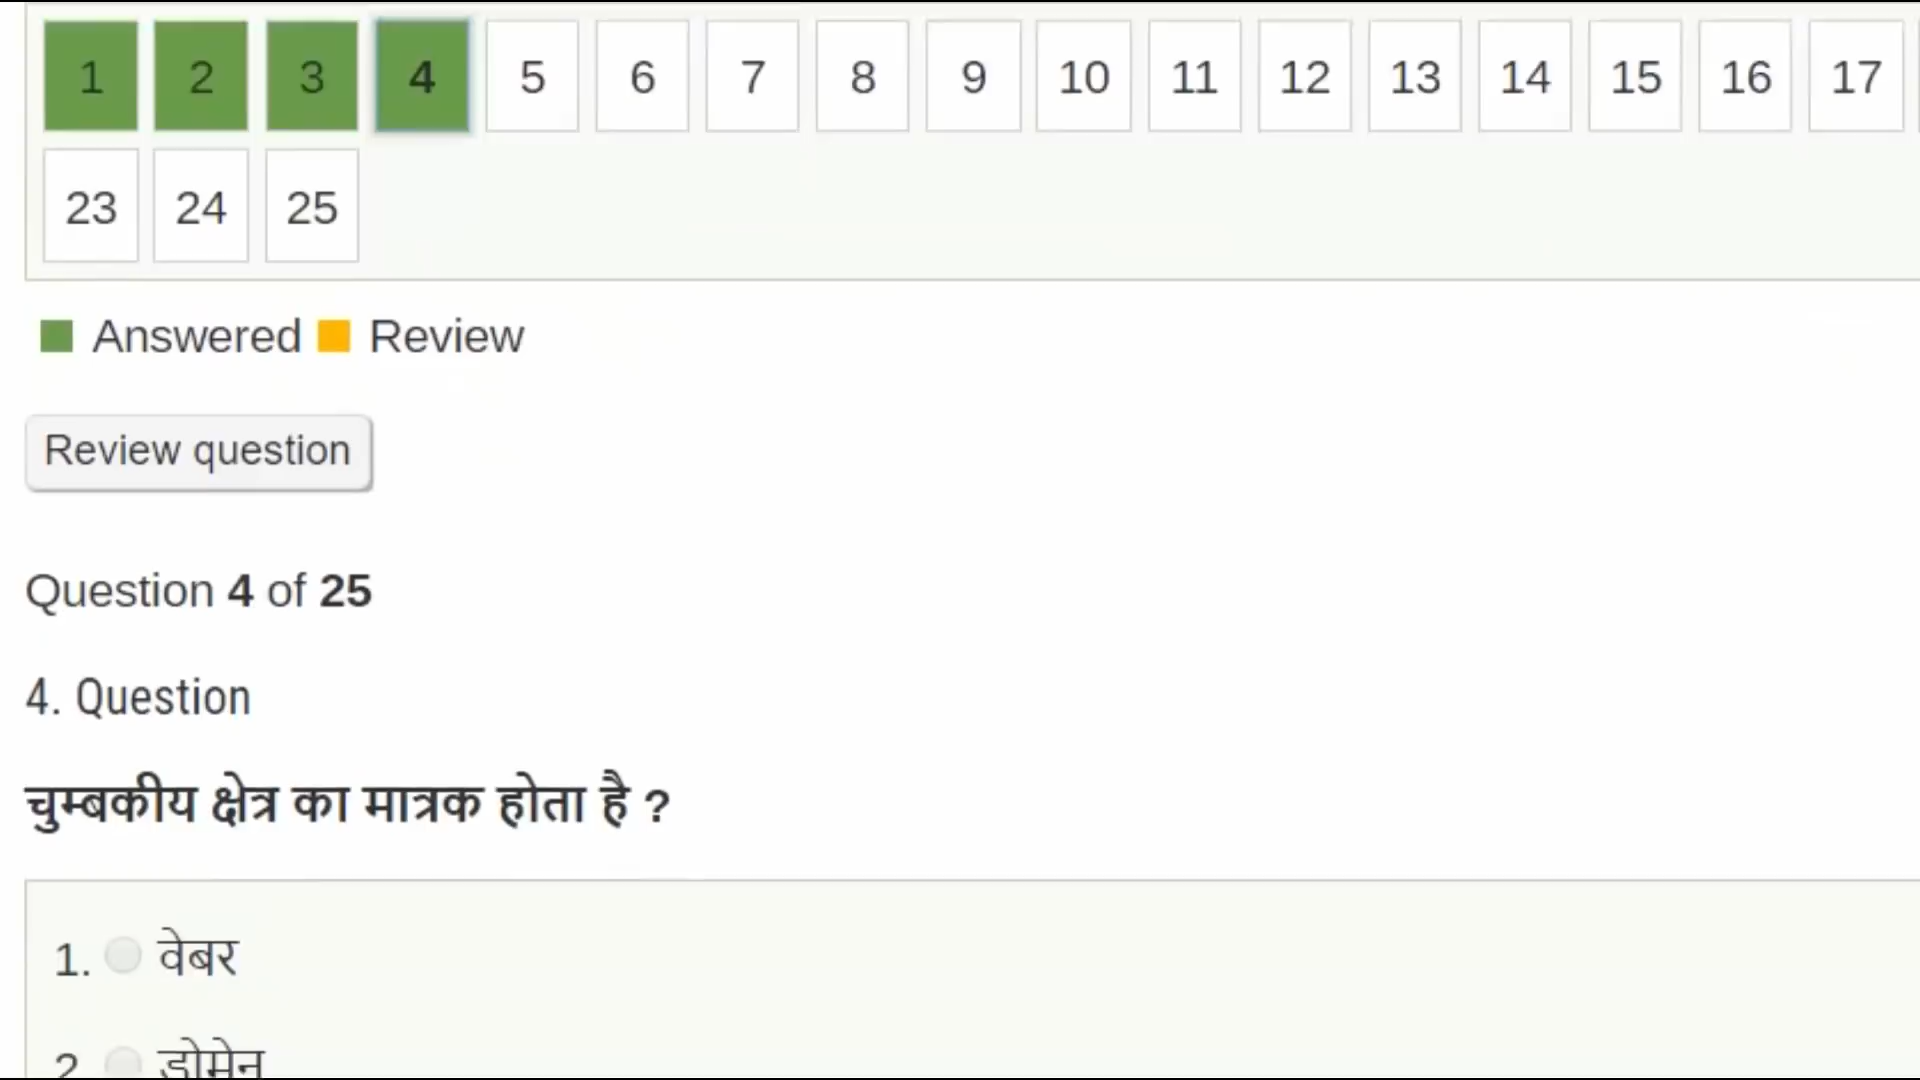 1 2 3 4 5 6 7 8 9 10 11 12 13 14 15 16 17
23 24 25
Answered Review
Review question
Question 4 of 25
4. Question
चुम्बकीय क्षेत्र का मात्रक होता है ?
1. वेबर
2. डोमेन